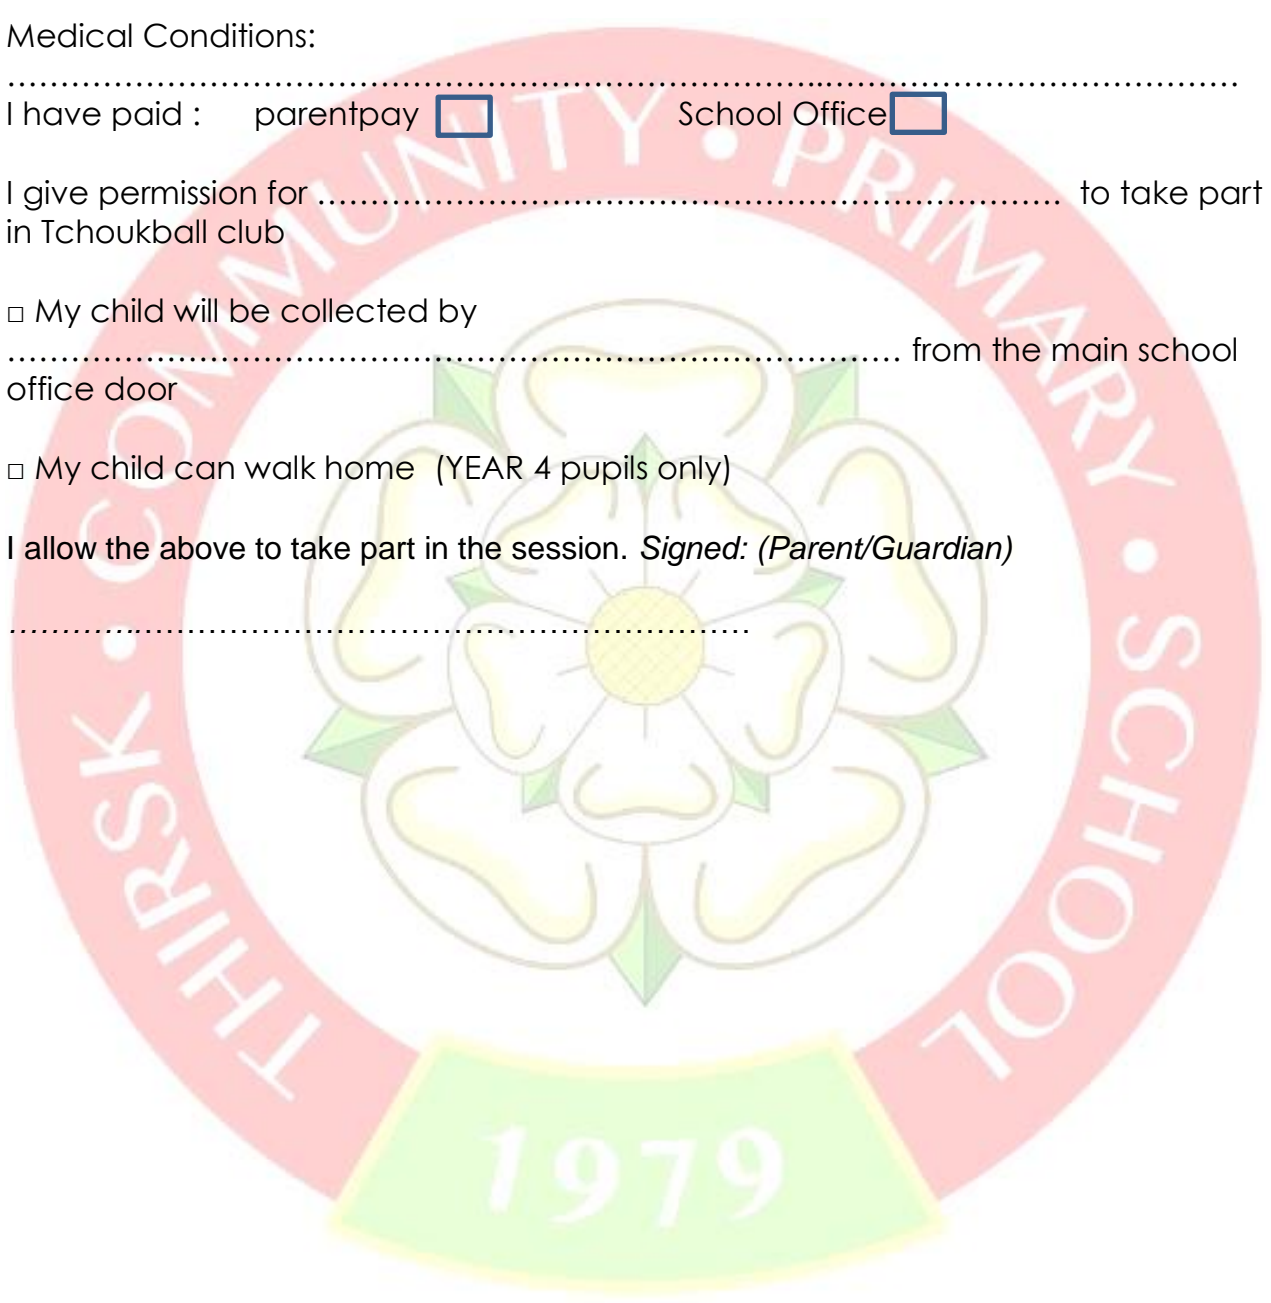 Medical Conditions:
……………………………………………………………………..……………………………………
I have paid :      parentpay      School Office
I give permission for ……………………………………………………………. to take part
in Tchoukball club
□ My child will be collected by
………………………………………………………………………… from the main school
office door
□ My child can walk home  (YEAR 4 pupils only)
I allow the above to take part in the session. Signed: (Parent/Guardian)
……………………………………………………………
THIRSK • COMMUNITY • PRIMARY • SCHOOL
1979